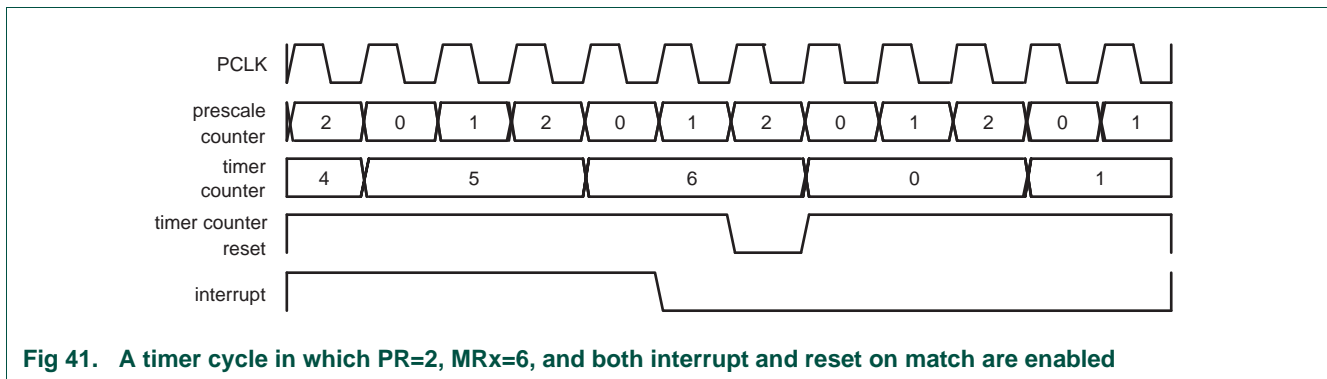 PCLK
prescale
counter
2 0 1 2 0 1 2 0 1 2 0 1
timer
counter
4 5 6 0 1
timer counter
reset
interrupt
Fig 41. A timer cycle in which PR=2, MRx=6, and both interrupt and reset on match are enabled